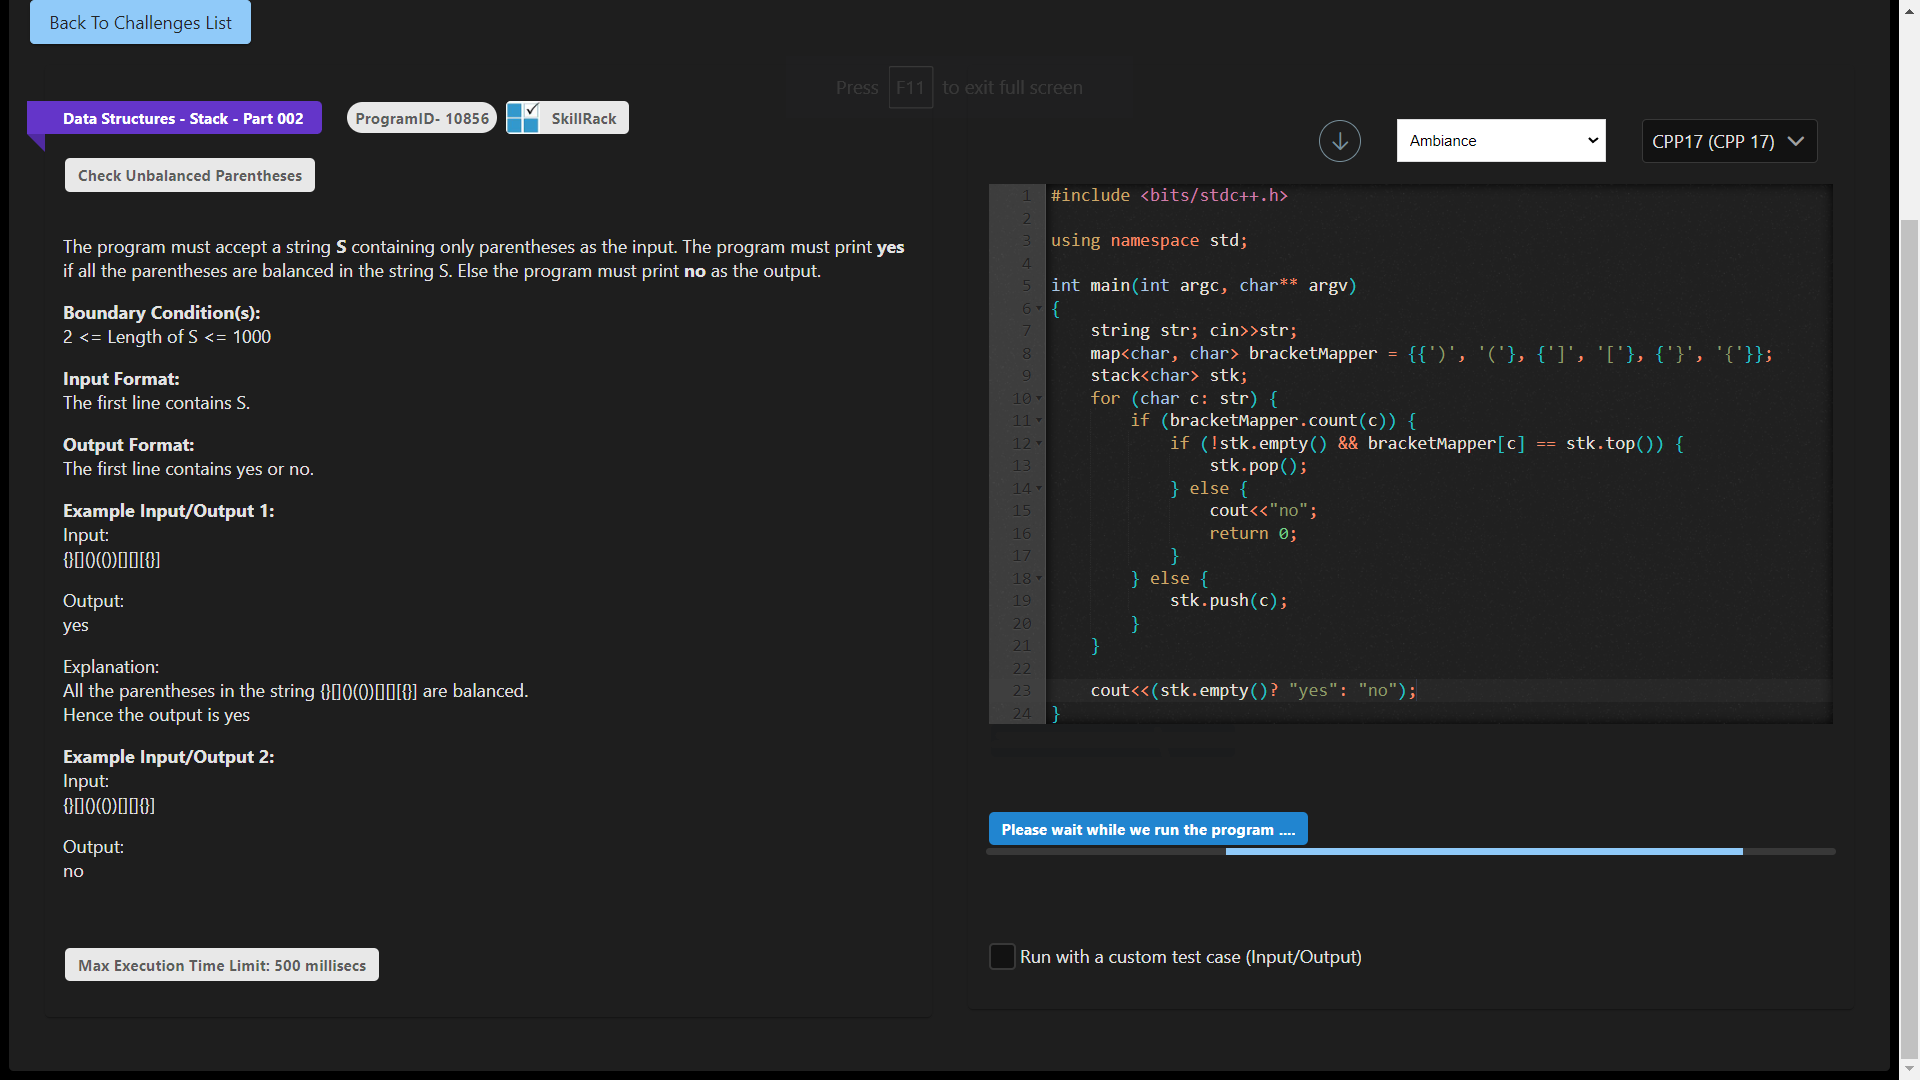 Back To Challenges List
Press F11 to exit full screen
Data Structures - Stack - Part 002
ProgramID- 10856
SkillRack
Ambiance
CPP17 (CPP 17)
Check Unbalanced Parentheses
The program must accept a string S containing only parentheses as the input. The program must print yes
if all the parentheses are balanced in the string S. Else the program must print no as the output.
Boundary Condition(s):
2 <= Length of S <= 1000
Input Format:
The first line contains S.
Output Format:
The first line contains yes or no.
Example Input/Output 1:
Input:
{}[]()(())[][][{}]
Output:
yes
Explanation:
All the parentheses in the string {}[]()(())[][][{}] are balanced.
Hence the output is yes
Example Input/Output 2:
Input:
{}[]()(())[][]{}]
Output:
no
Max Execution Time Limit: 500 millisecs
1 #include <bits/stdc++.h>
2
3 using namespace std;
4
5 int main(int argc, char** argv)
6 {
7 string str; cin>>str;
8 map<char, char> bracketMapper = {{')', '('}, {']', '['}, {'}', '{'}};
9 stack<char> stk;
10 for (char c: str) {
11 if (bracketMapper.count(c)) {
12 if (!stk.empty() && bracketMapper[c] == stk.top()) {
13 stk.pop();
14 } else {
15 cout<<"no";
16 return 0;
17 }
18 } else {
19 stk.push(c);
20 }
21 }
22
23 cout<<(stk.empty()? "yes": "no");
24 }
Please wait while we run the program ....
Run with a custom test case (Input/Output)